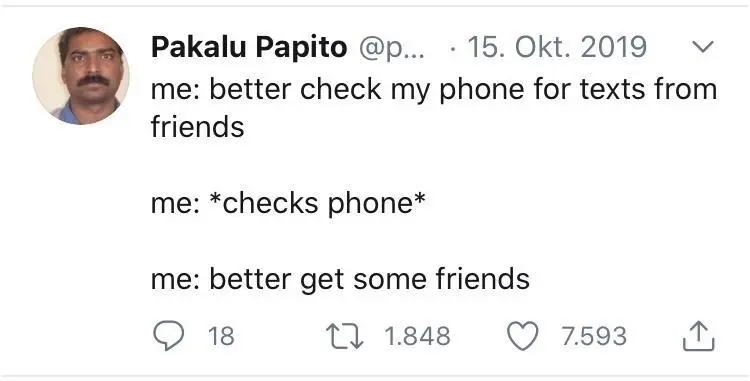 Pakalu Papito @p... · 15. Okt. 2019
me: better check my phone for texts from
friends
me: *checks phone*
me: better get some friends
18 1.848 7.593